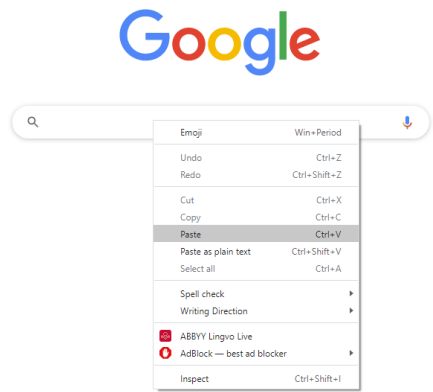 Google
Emoji Win+Period
Undo Ctrl+Z
Redo Ctrl+Shift+Z
Cut Ctrl+X
Copy Ctrl+C
Paste Ctrl+V
Paste as plain text Ctrl+Shift+V
Select all Ctrl+A
Spell check
Writing Direction
ABBYY Lingvo Live
AdBlock — best ad blocker
Inspect Ctrl+Shift+I